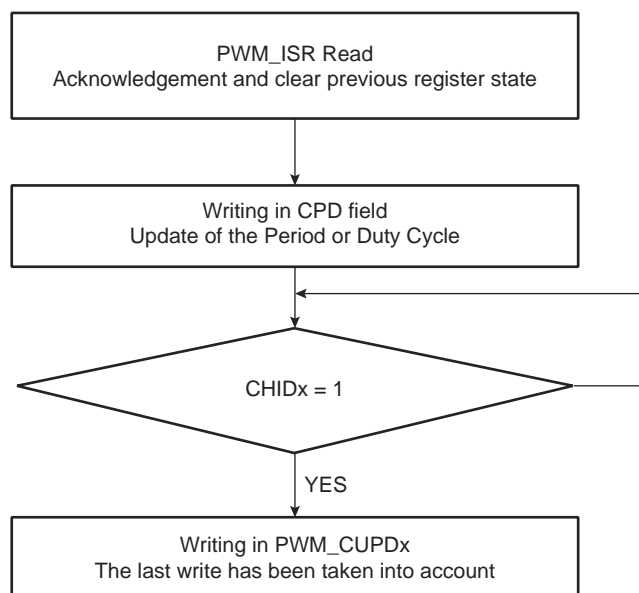 PWM_ISR Read
Acknowledgement and clear previous register state
Writing in CPD field
Update of the Period or Duty Cycle
CHIDx = 1
YES
Writing in PWM_CUPDx
The last write has been taken into account